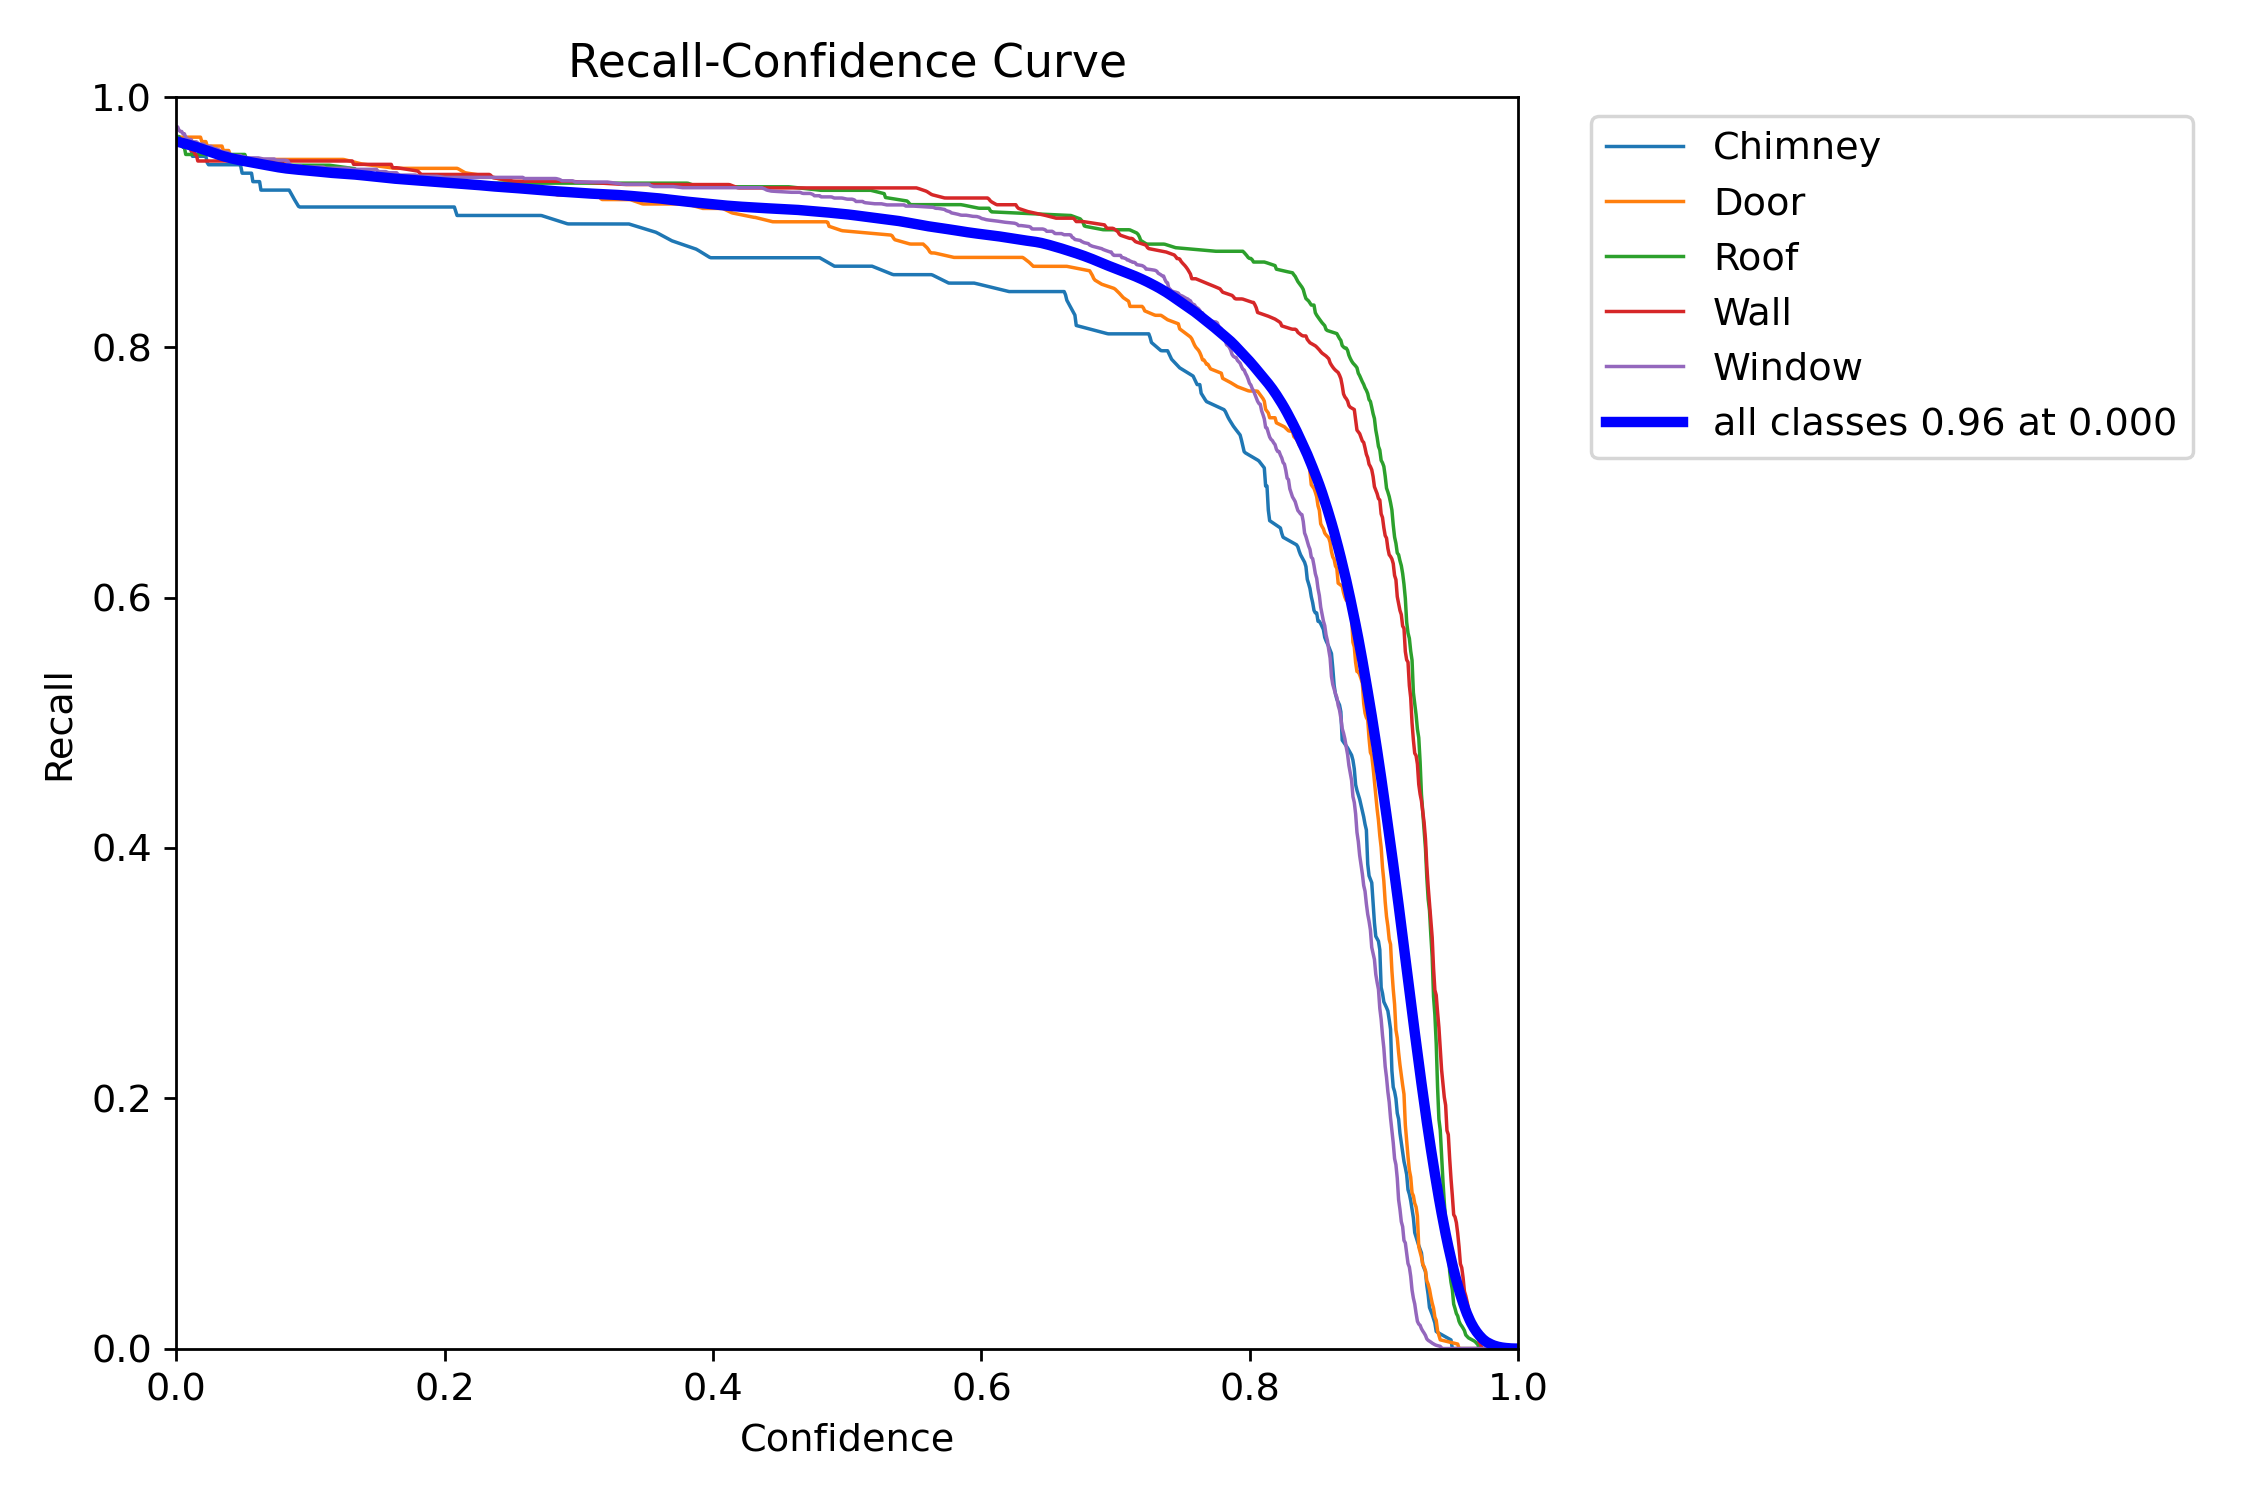 Recall-Confidence Curve
1.0
0.8
0.6
0.4
0.2
0.0
Recall
0.0 0.2 0.4 0.6 0.8 1.0
Confidence
Chimney
Door
Roof
Wall
Window
all classes 0.96 at 0.000